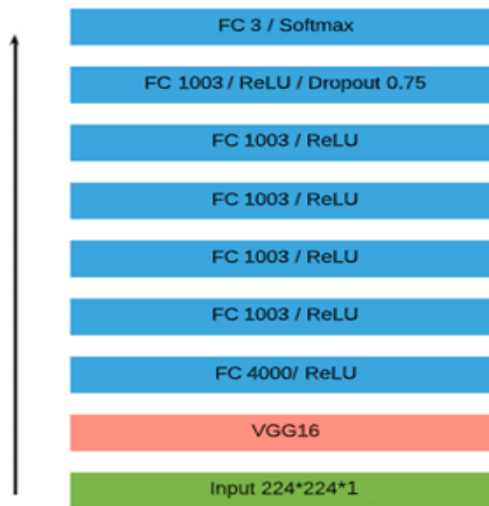 FC 3 / Softmax
FC 1003 / ReLU / Dropout 0.75
FC 1003 / ReLU
FC 1003 / ReLU
FC 1003 / ReLU
FC 1003 / ReLU
FC 4000/ ReLU
VGG16
Input 224*224*1